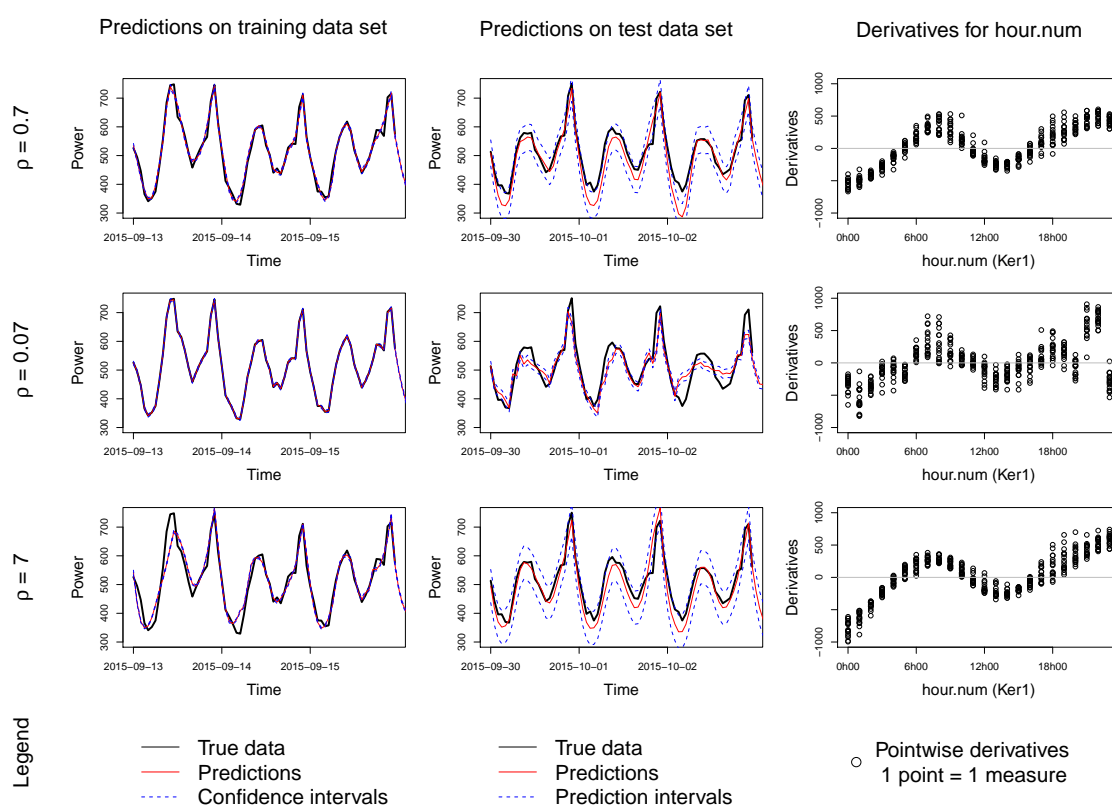 Predictions on training data set
Predictions on test data set
Derivatives for hour.num
ρ = 0.7
Power
300 400 500 600 700
2015−09−13 2015−09−14 2015−09−15
Time
Power
300 400 500 600 700
2015−09−30 2015−10−01 2015−10−02
Time
Derivatives
−1000 0 500 1000
0h00 6h00 12h00 18h00
hour.num (Ker1)
ρ = 0.07
Power
300 400 500 600 700
2015−09−13 2015−09−14 2015−09−15
Time
Power
300 400 500 600 700
2015−09−30 2015−10−01 2015−10−02
Time
Derivatives
−1000 0 500 1000
0h00 6h00 12h00 18h00
hour.num (Ker1)
ρ = 7
Power
300 400 500 600 700
2015−09−13 2015−09−14 2015−09−15
Time
Power
300 400 500 600 700
2015−09−30 2015−10−01 2015−10−02
Time
Derivatives
−1000 0 500 1000
0h00 6h00 12h00 18h00
hour.num (Ker1)
Legend
True data
Predictions
Confidence intervals
True data
Predictions
Prediction intervals
Pointwise derivatives
1 point = 1 measure